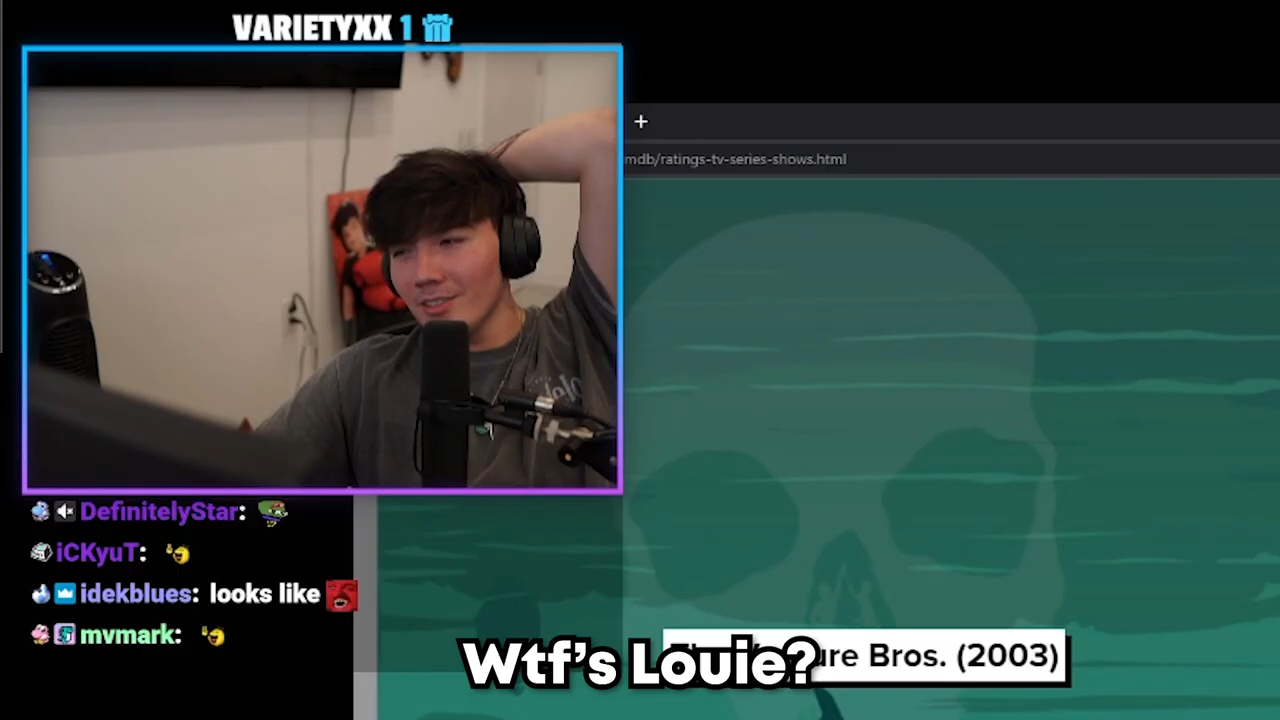 VARIETYXX 1
+
mdb/ratings-tv-series-shows.html
DefinitelyStar:
iCKyuT:
idekblues: looks like
mvmark:
Wtf's Louie?
ure Bros. (2003)